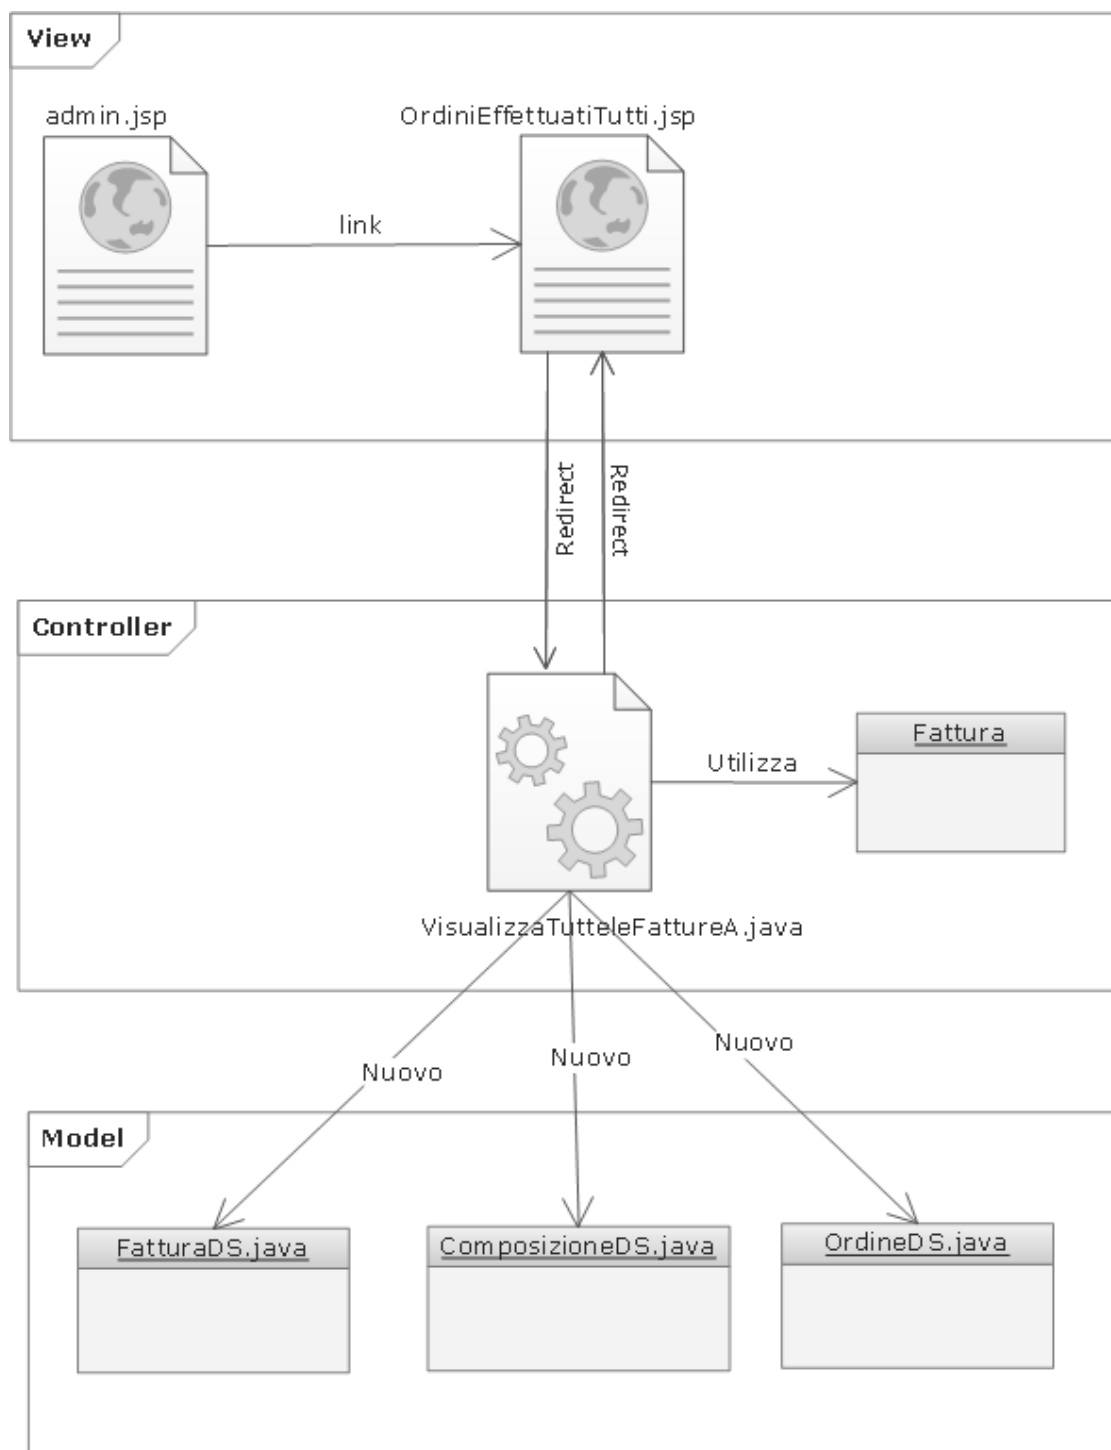 View
admin.jsp
OrdiniEffettuatiTutti.jsp
link
Redirect
Redirect
Controller
Fattura
Utilizza
VisualizzaTutteleFattureA.java
Nuovo
Nuovo
Nuovo
Model
FatturaDS.java
ComposizioneDS.java
OrdineDS.java